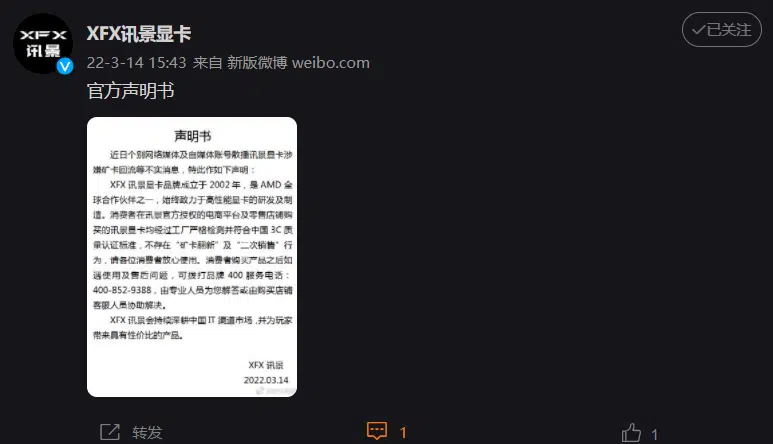 XFX
讯景
XFX讯景显卡
已关注
22-3-14 15:43 来自 新版微博 weibo.com
官方声明书
声明书
近日个别网络媒体及自媒体账号散播讯景显卡涉
嫌矿卡回流等不实消息，特此作如下声明：
XFX 讯景显卡品牌成立于 2002 年，是 AMD 全
球合作伙伴之一，始终致力于高性能显卡的研发及制
造。消费者在讯景官方授权的电商平台及零售店铺购
买的讯景显卡均经过工厂严格检测并符合中国 3C 质
量认证标准，不存在“矿卡翻新”及“二次销售”行
为，请各位消费者放心使用。消费者购买产品之后如
遇使用及售后问题，可拨打品牌 400 服务电话：
400-852-9388，由专业人员为您解答或由购买店铺
客服人员协助解决。
XFX 讯景会持续深耕中国 IT 渠道市场，并为玩家
带来具有性价比的产品。
XFX 讯景
2022.03.14
转发
1
1